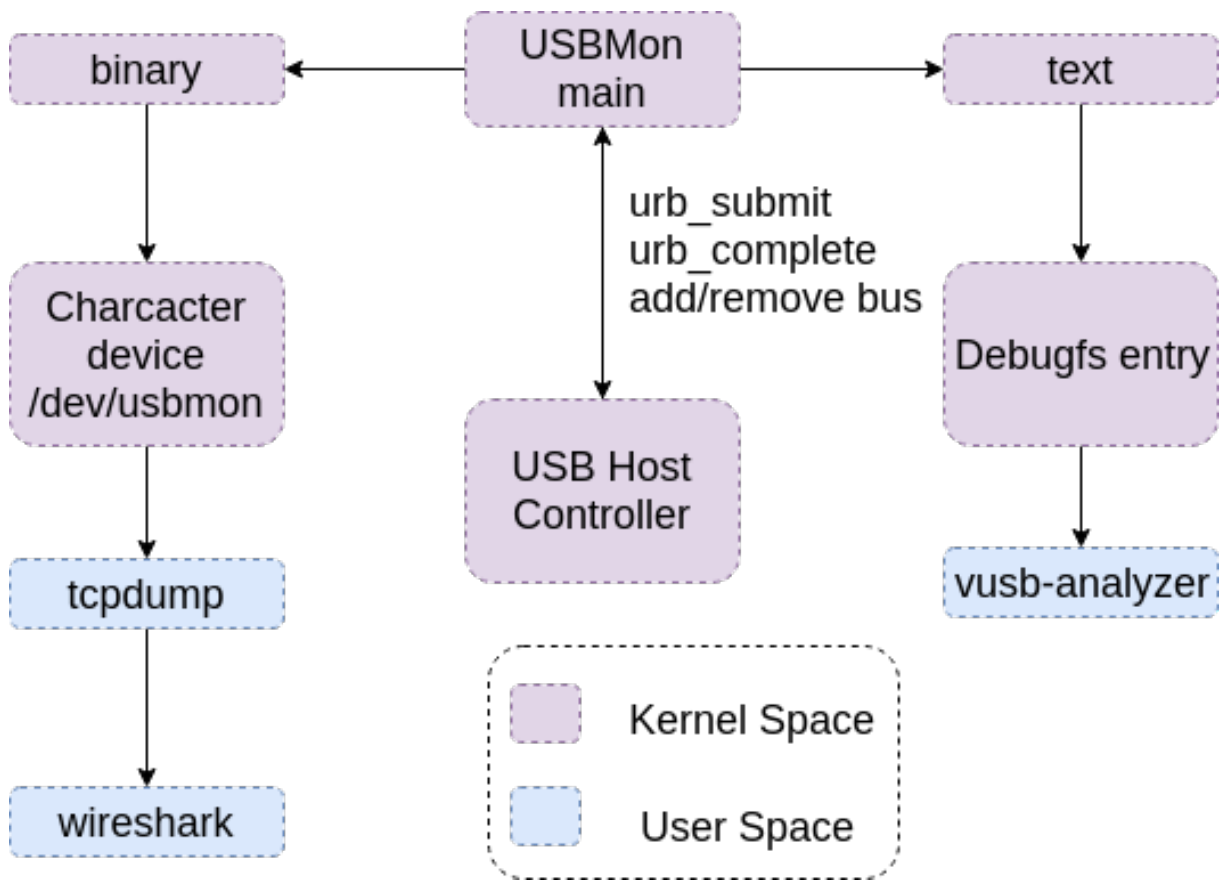 binary
USBMon
main
text
urb_submit
urb_complete
add/remove bus
Charcacter
device
/dev/usbmon
Debugfs entry
USB Host
Controller
tcpdump
vusb-analyzer
wireshark
Kernel Space
User Space